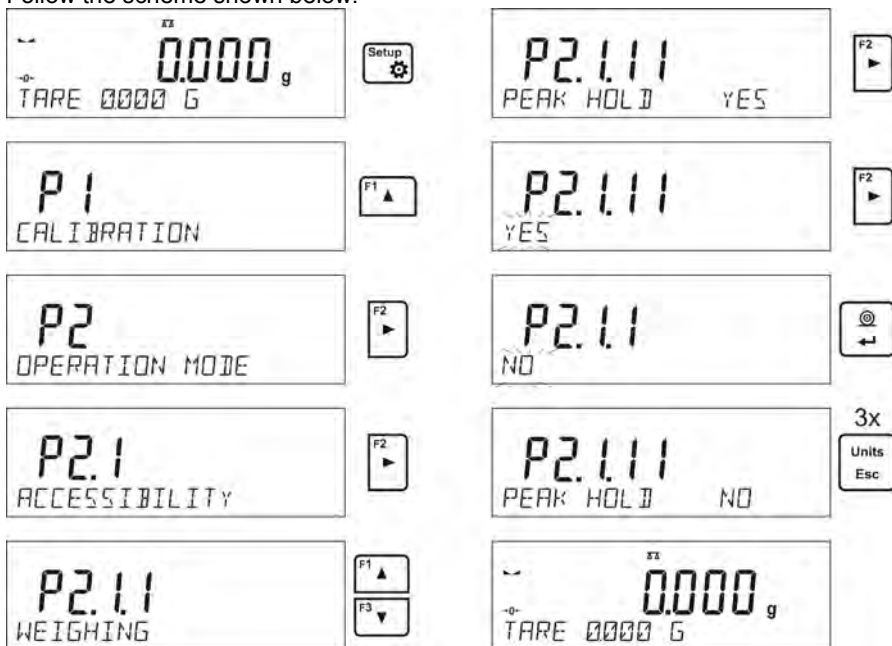 Follow the scheme shown below:
0.000 g
→0←
TARE 0000 G
Setup
P1
CALIBRATION
F1
P2
OPERATION MODE
F2
P2.1
ACCESSIBILITY
F2
P2.1.1
WEIGHING
F1
F3
P2.1.11
PEAK HOLD YES
F2
P2.1.11
YES
F2
P2.1.1
NO
P2.1.11
PEAK HOLD NO
3x
Units
Esc
0.000 g
→0←
TARE 0000 G